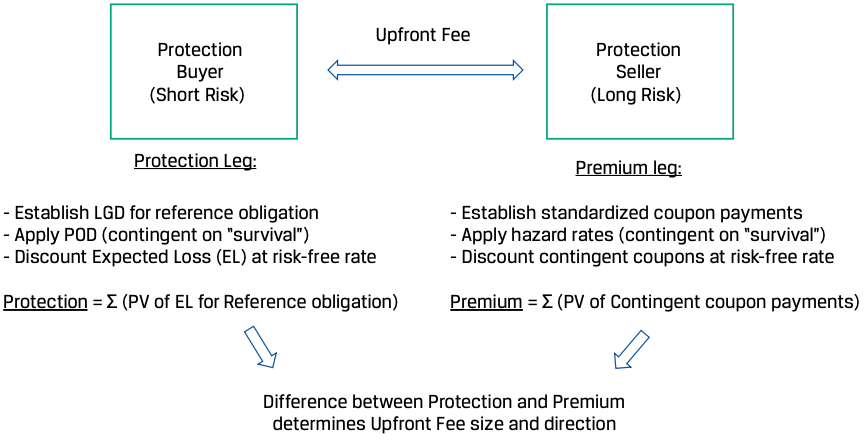 Upfront Fee
Protection
Buyer
(Short Risk)
Protection
Seller
(Long Risk)
Protection Leg:
- Establish LGD for reference obligation
- Apply POD (contingent on “survival”)
- Discount Expected Loss (EL) at risk-free rate
Protection = Σ (PV of EL for Reference obligation)
Premium leg:
- Establish standardized coupon payments
- Apply hazard rates (contingent on “survival”)
- Discount contingent coupons at risk-free rate
Premium = Σ (PV of Contingent coupon payments)
Difference between Protection and Premium
determines Upfront Fee size and direction